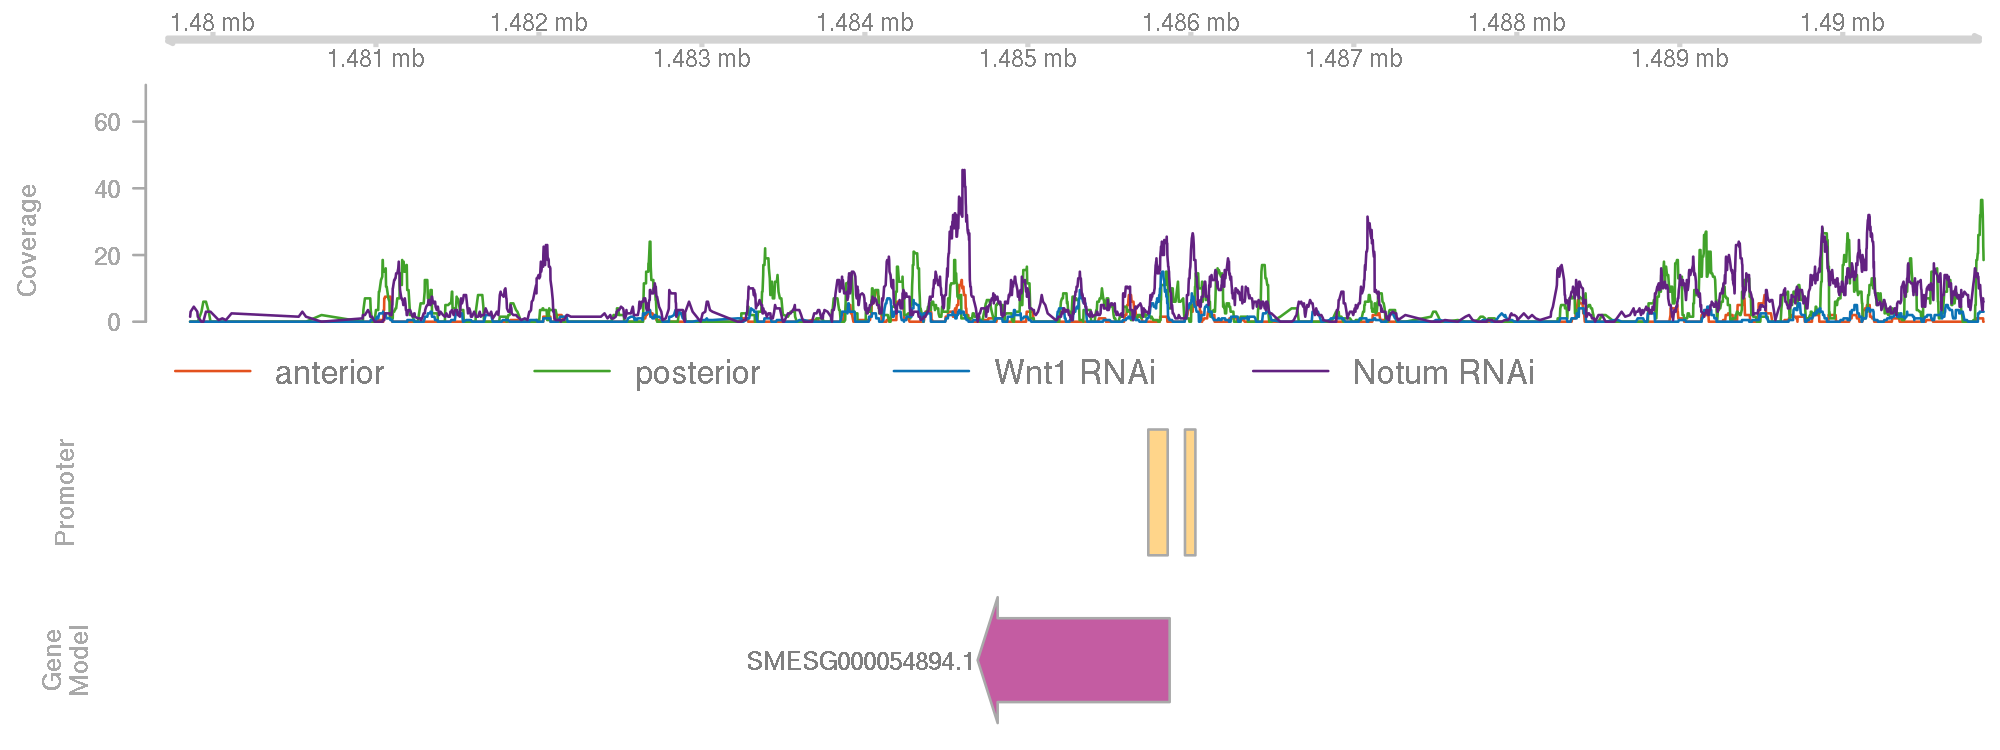 1.48 mb 1.482 mb 1.484 mb 1.486 mb 1.488 mb 1.49 mb
1.481 mb 1.483 mb 1.485 mb 1.487 mb 1.489 mb
Coverage
60
40
20
0
anterior posterior Wnt1 RNAi Notum RNAi
Promoter
Gene
Model
SMESG000054894.1